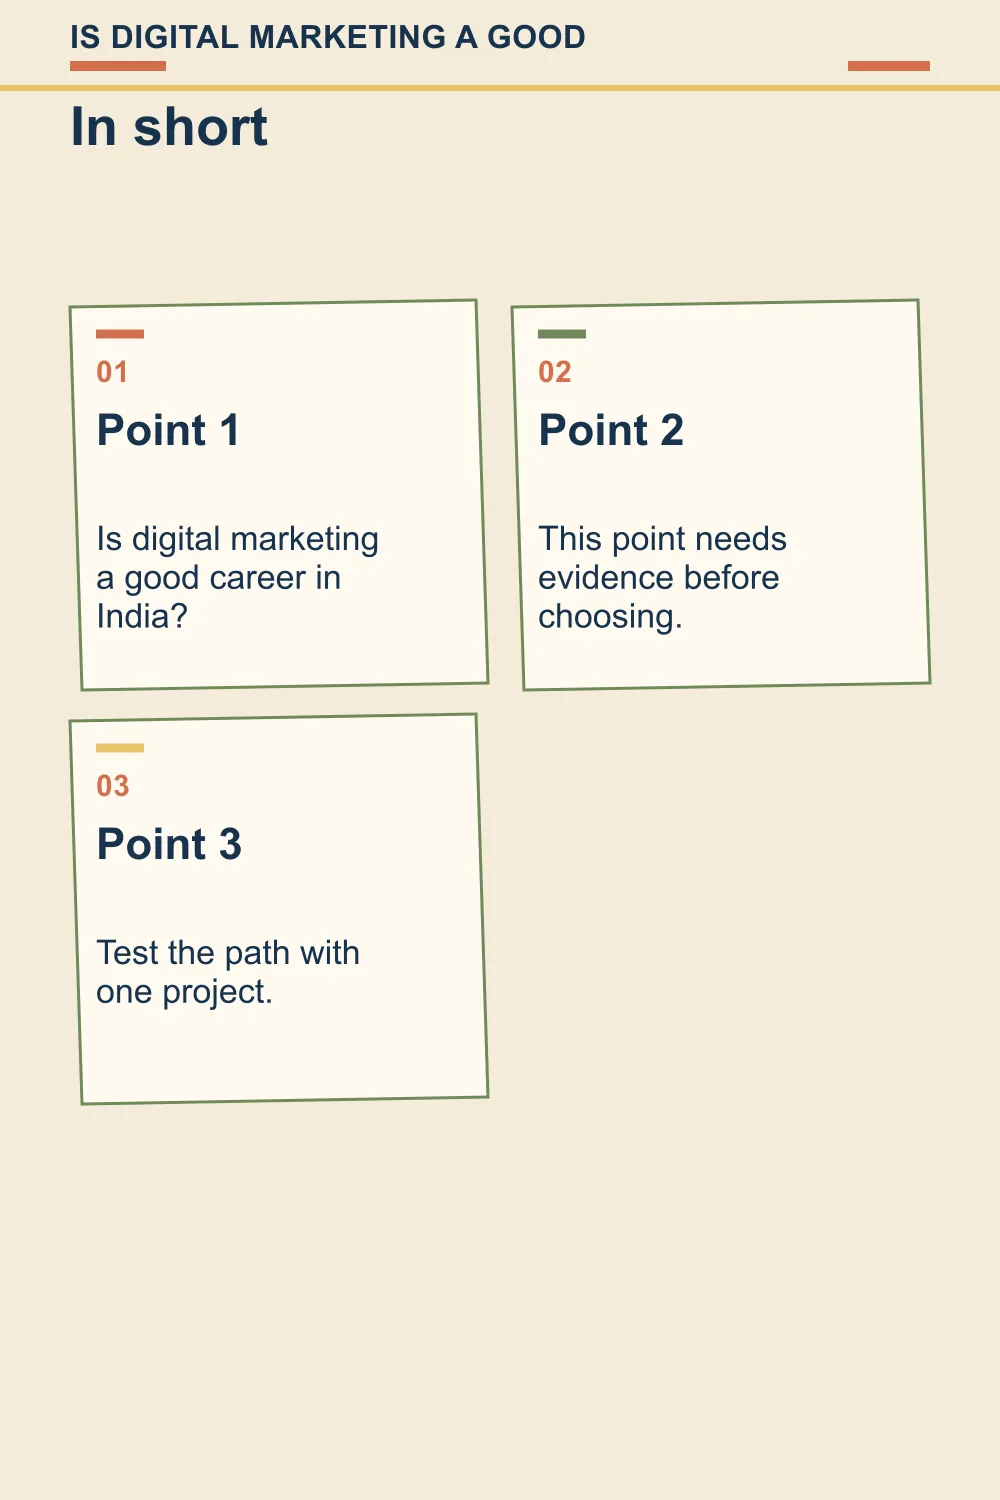 IS DIGITAL MARKETING A GOOD
In short
01
Point 1
Is digital marketing
a good career in
India?
02
Point 2
This point needs
evidence before
choosing.
03
Point 3
Test the path with
one project.